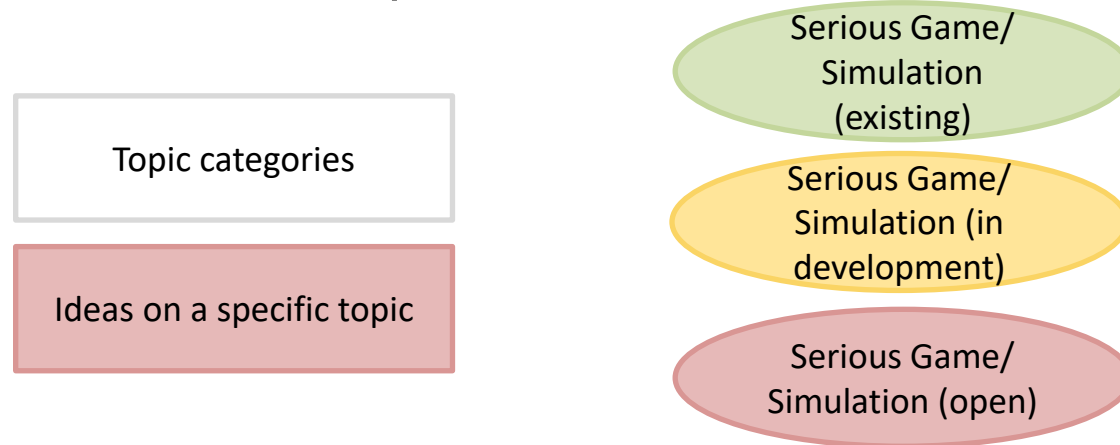 Topic categories
Ideas on a specific topic
Serious Game/
Simulation
(existing)
Serious Game/
Simulation (in
development)
Serious Game/
Simulation (open)